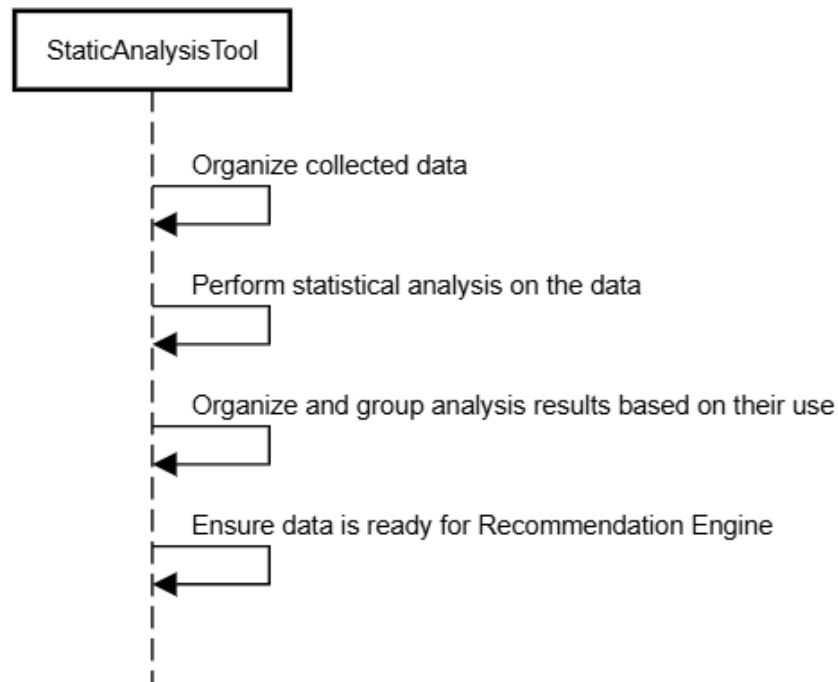 StaticAnalysisTool
Organize collected data
Perform statistical analysis on the data
Organize and group analysis results based on their use
Ensure data is ready for Recommendation Engine